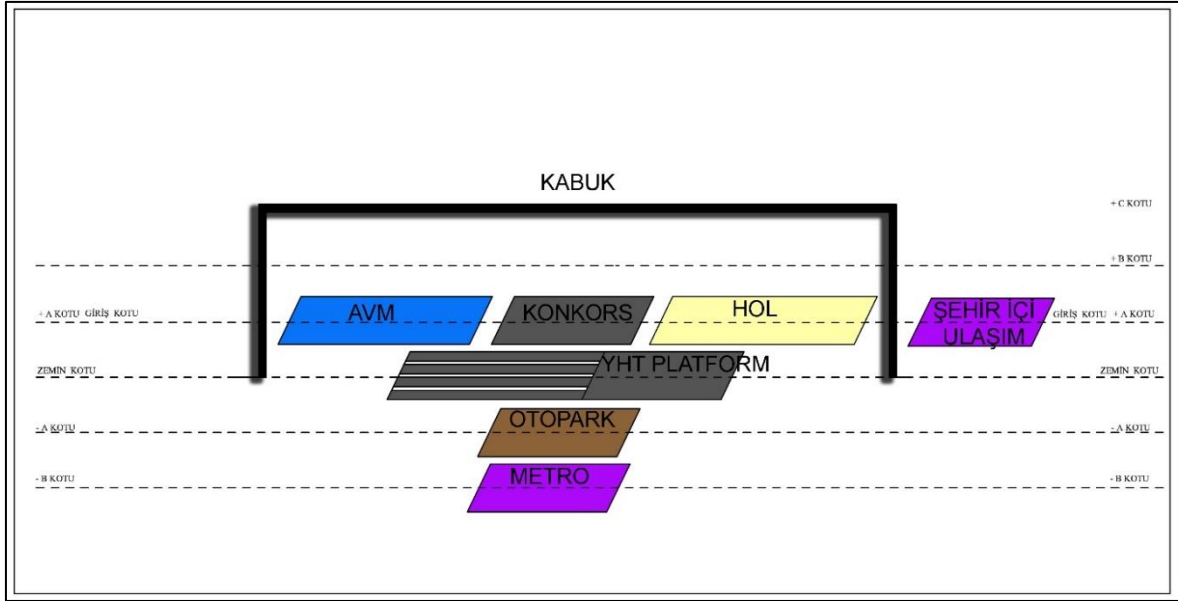 KABUK
+ C KOTU
+ B KOTU
+ A KOTU GİRİŞ KOTU
AVM
KONKORS
HOL
ŞEHİR İÇİ
ULAŞIM
GİRİŞ KOTU + A KOTU
ZEMİN KOTU
YHT PLATFORM
ZEMİN KOTU
- A KOTU
OTOPARK
- A KOTU
- B KOTU
METRO
- B KOTU